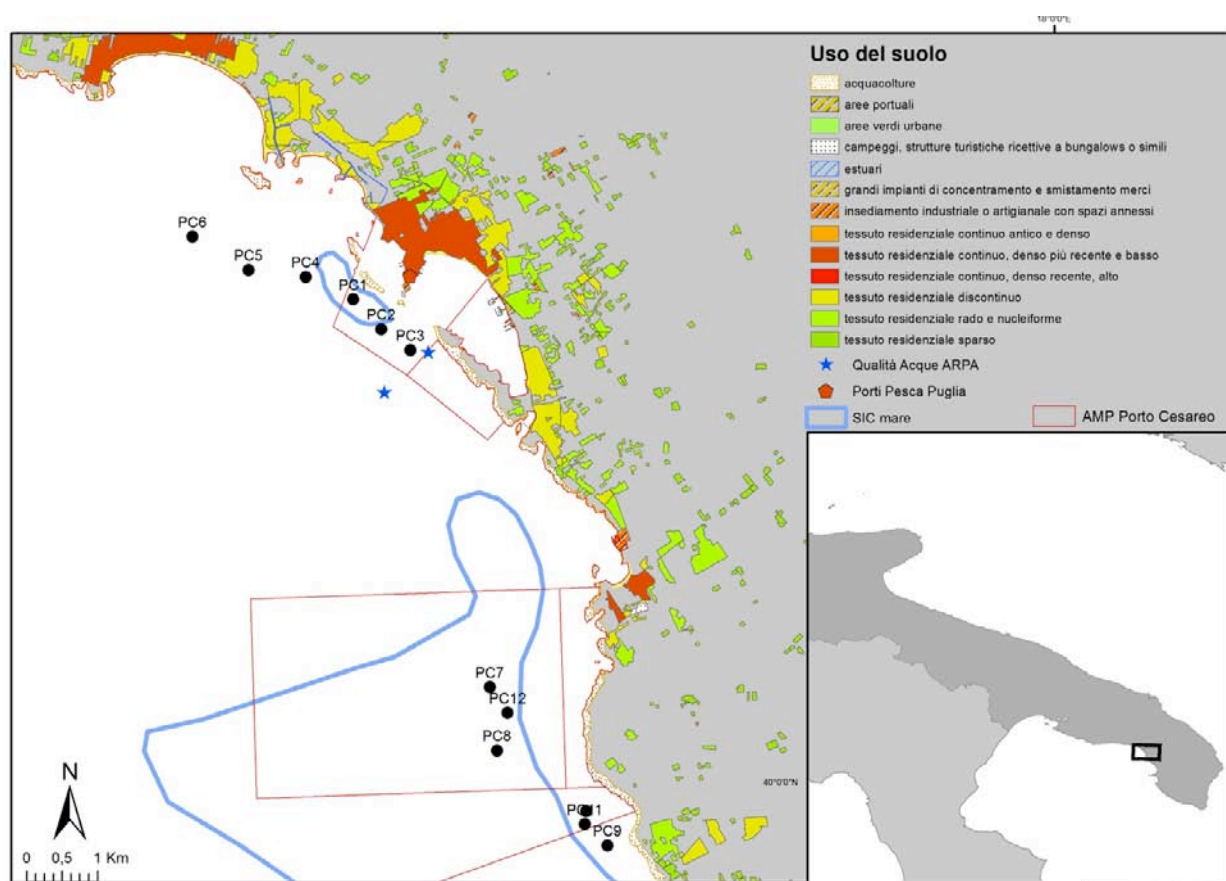 18°0'0"E
Uso del suolo
acquacolture
aree portuali
aree verdi urbane
campeggi, strutture turistiche ricettive a bungalows o simili
estuari
grandi impianti di concentramento e smistamento merci
insediamento industriale o artigianale con spazi annessi
tessuto residenziale continuo antico e denso
tessuto residenziale continuo, denso più recente e basso
tessuto residenziale continuo, denso recente, alto
tessuto residenziale discontinuo
tessuto residenziale rado e nucleiforme
tessuto residenziale sparso
Qualità Acque ARPA
Porti Pesca Puglia
SIC mare
AMP Porto Cesareo
PC6
PC5
PC4
PC1
PC2
PC3
PC7
PC12
PC8
40°0'0"N
PC11
PC9
N
0 0,5 1 Km